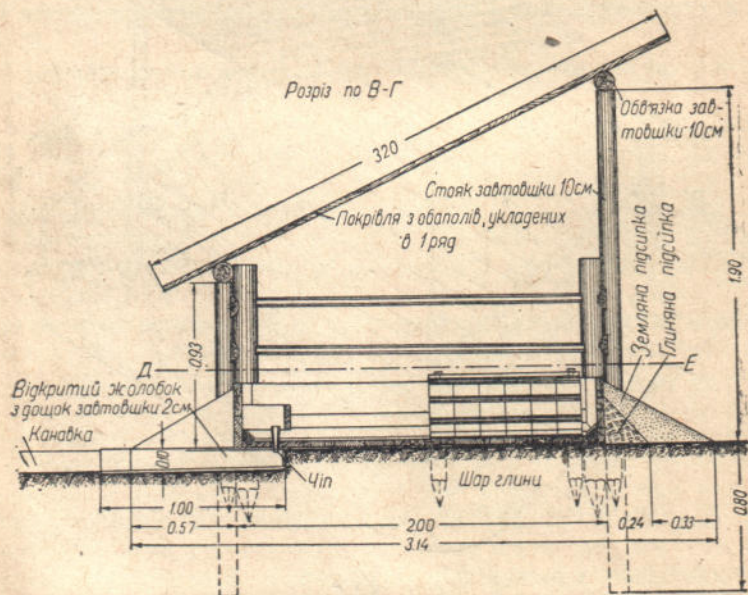 Розріз по В-Г
Обв'язка зав-
товшки 10см
320
Стояк завтовшки 10см
Покрівля з обаполів, укладених
в 1 ряд
Земляна підсипка
Глиняна підсипка
1.90
0.93
Д
Е
Відкритий жолобок
з дощок завтовшки 2см
Канавка
0.10
Чіп
Шар глини
1.00
0.57
2.00
0.24
0.33
3.14
0.80